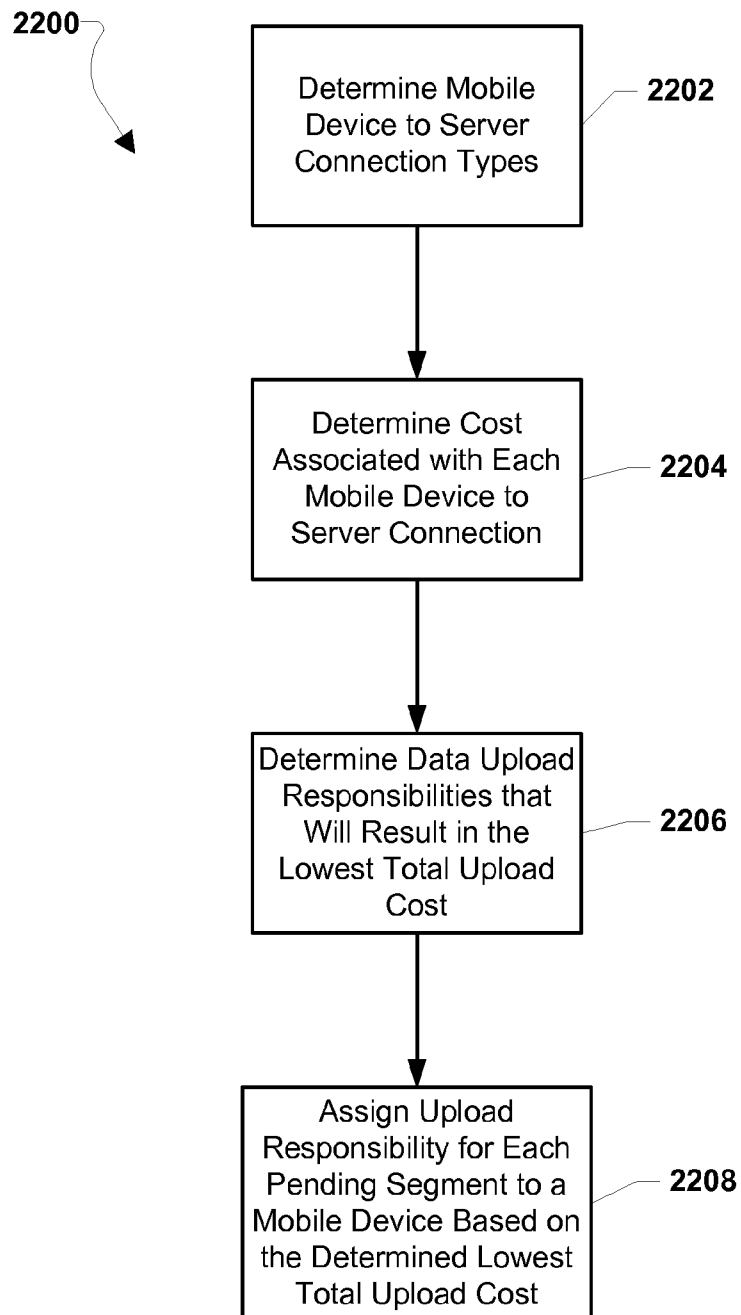 2200
Determine Mobile
Device to Server
Connection Types
2202
Determine Cost
Associated with Each
Mobile Device to
Server Connection
2204
Determine Data Upload
Responsibilities that
Will Result in the
Lowest Total Upload
Cost
2206
Assign Upload
Responsibility for Each
Pending Segment to a
Mobile Device Based on
the Determined Lowest
Total Upload Cost
2208